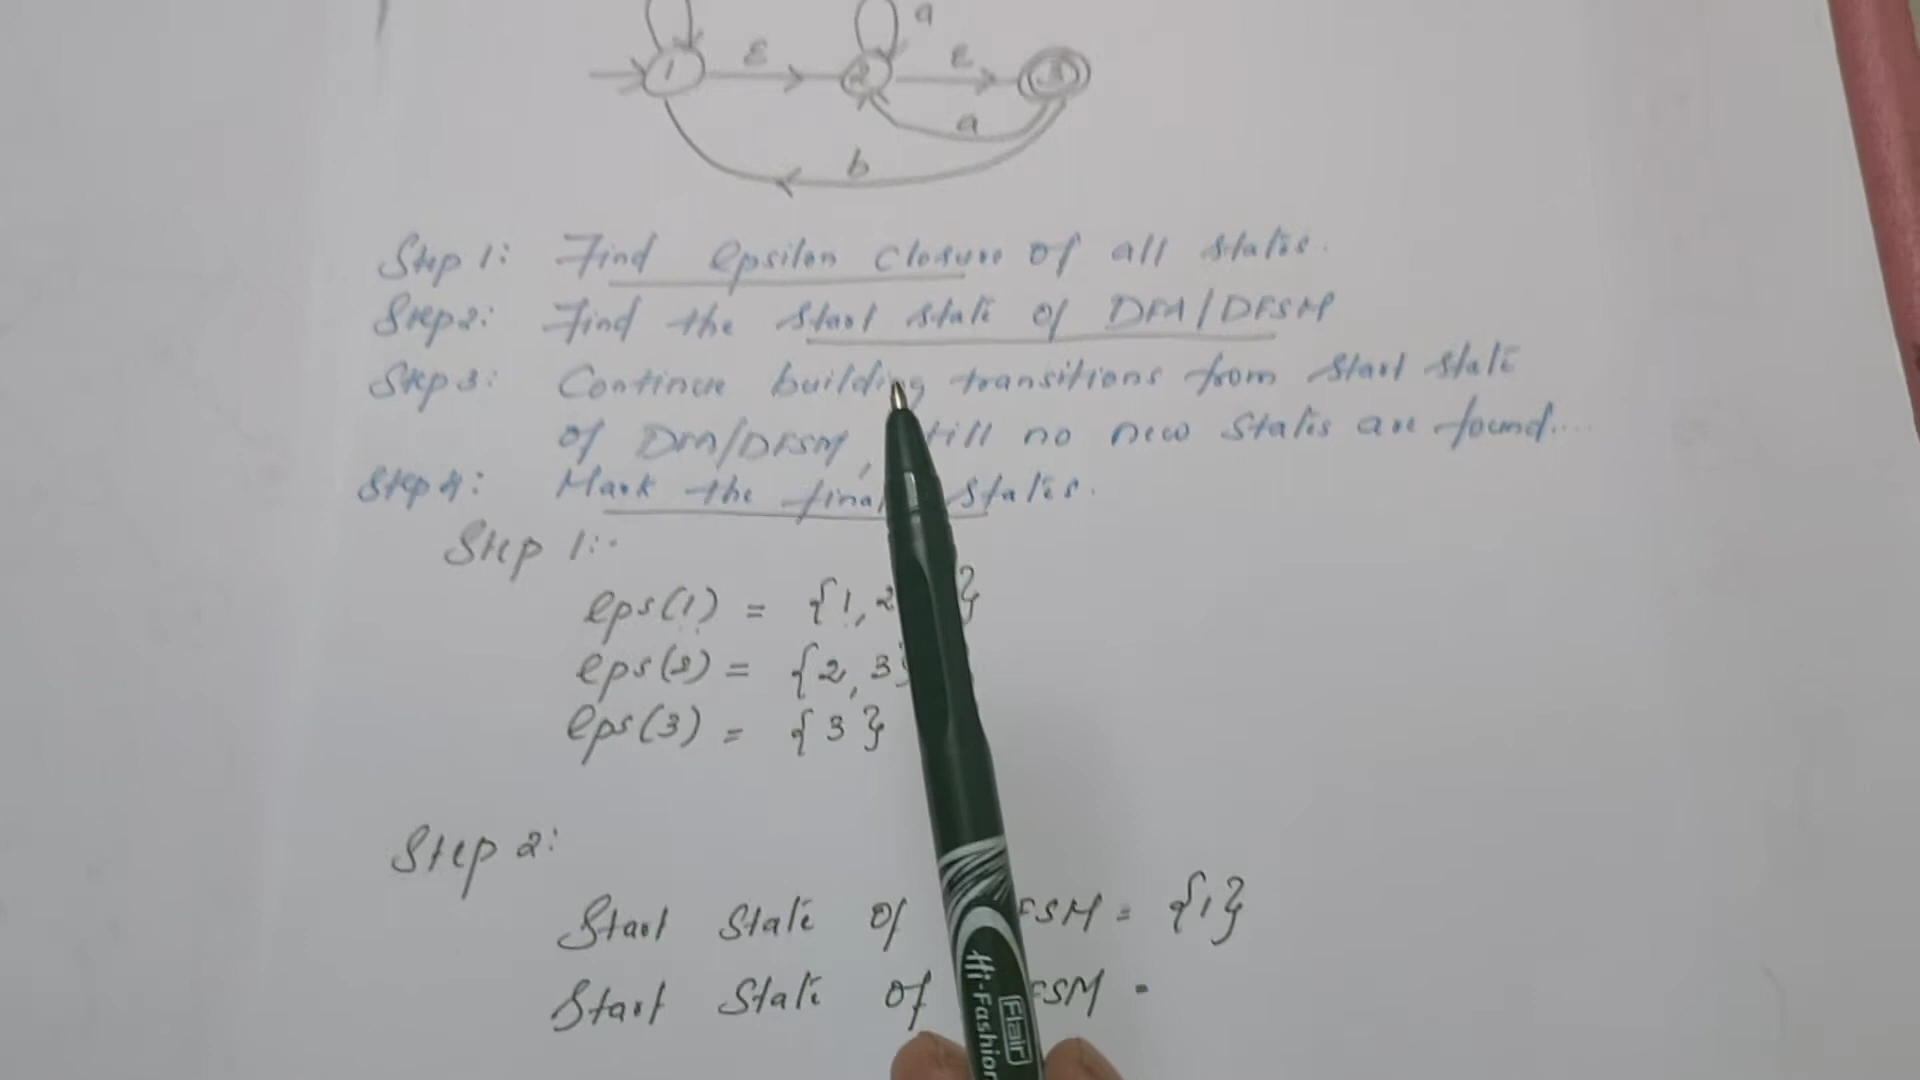 a
1 ε 2 ε 3
a
b
Step 1: Find epsilon closure of all states.
Step 2: Find the start state of DFA/DFSM
Step 3: Continue building transitions from start state
of DFA/DFSM, till no new states are found....
Step 4: Mark the final states.
Step 1:-
eps(1) = {1, 2 }
eps(2) = {2, 3}
eps(3) = {3}
Step 2:
Start State of FSM = {1}
Start State of FSM =
Flair
Hi-Fashion